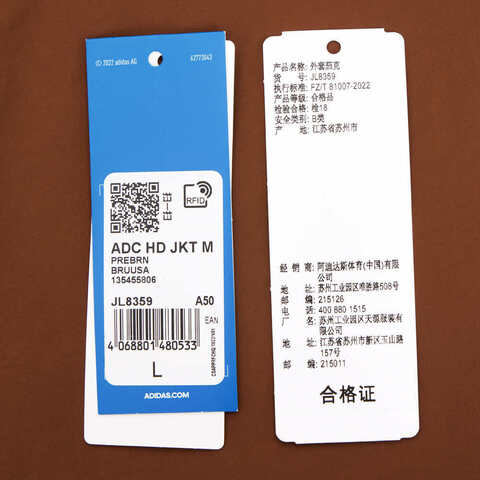 © 2022 adidas AG
62773043
RFID
ADC HD JKT M
PREBRN
BRUUSA
135455806
JL8359 A50
EAN
4 068801 480533
L
ADIDAS.COM
产品名称: 外套茄克
货 号: JL8359
执行标准: FZ/T 81007-2022
产品等级: 合格品
检验合格: 检18
安全类别: B类
产 地: 江苏省苏州市
经 销 商: 阿迪达斯体育(中国)有限
公司
地 址: 苏州工业园区唯胜路508号
邮 编: 215126
电 话: 400 880 1515
厂 名: 苏州工业园区天源服装有
限公司
地 址: 江苏省苏州市新区玉山路
157号
邮 编: 215011
合格证